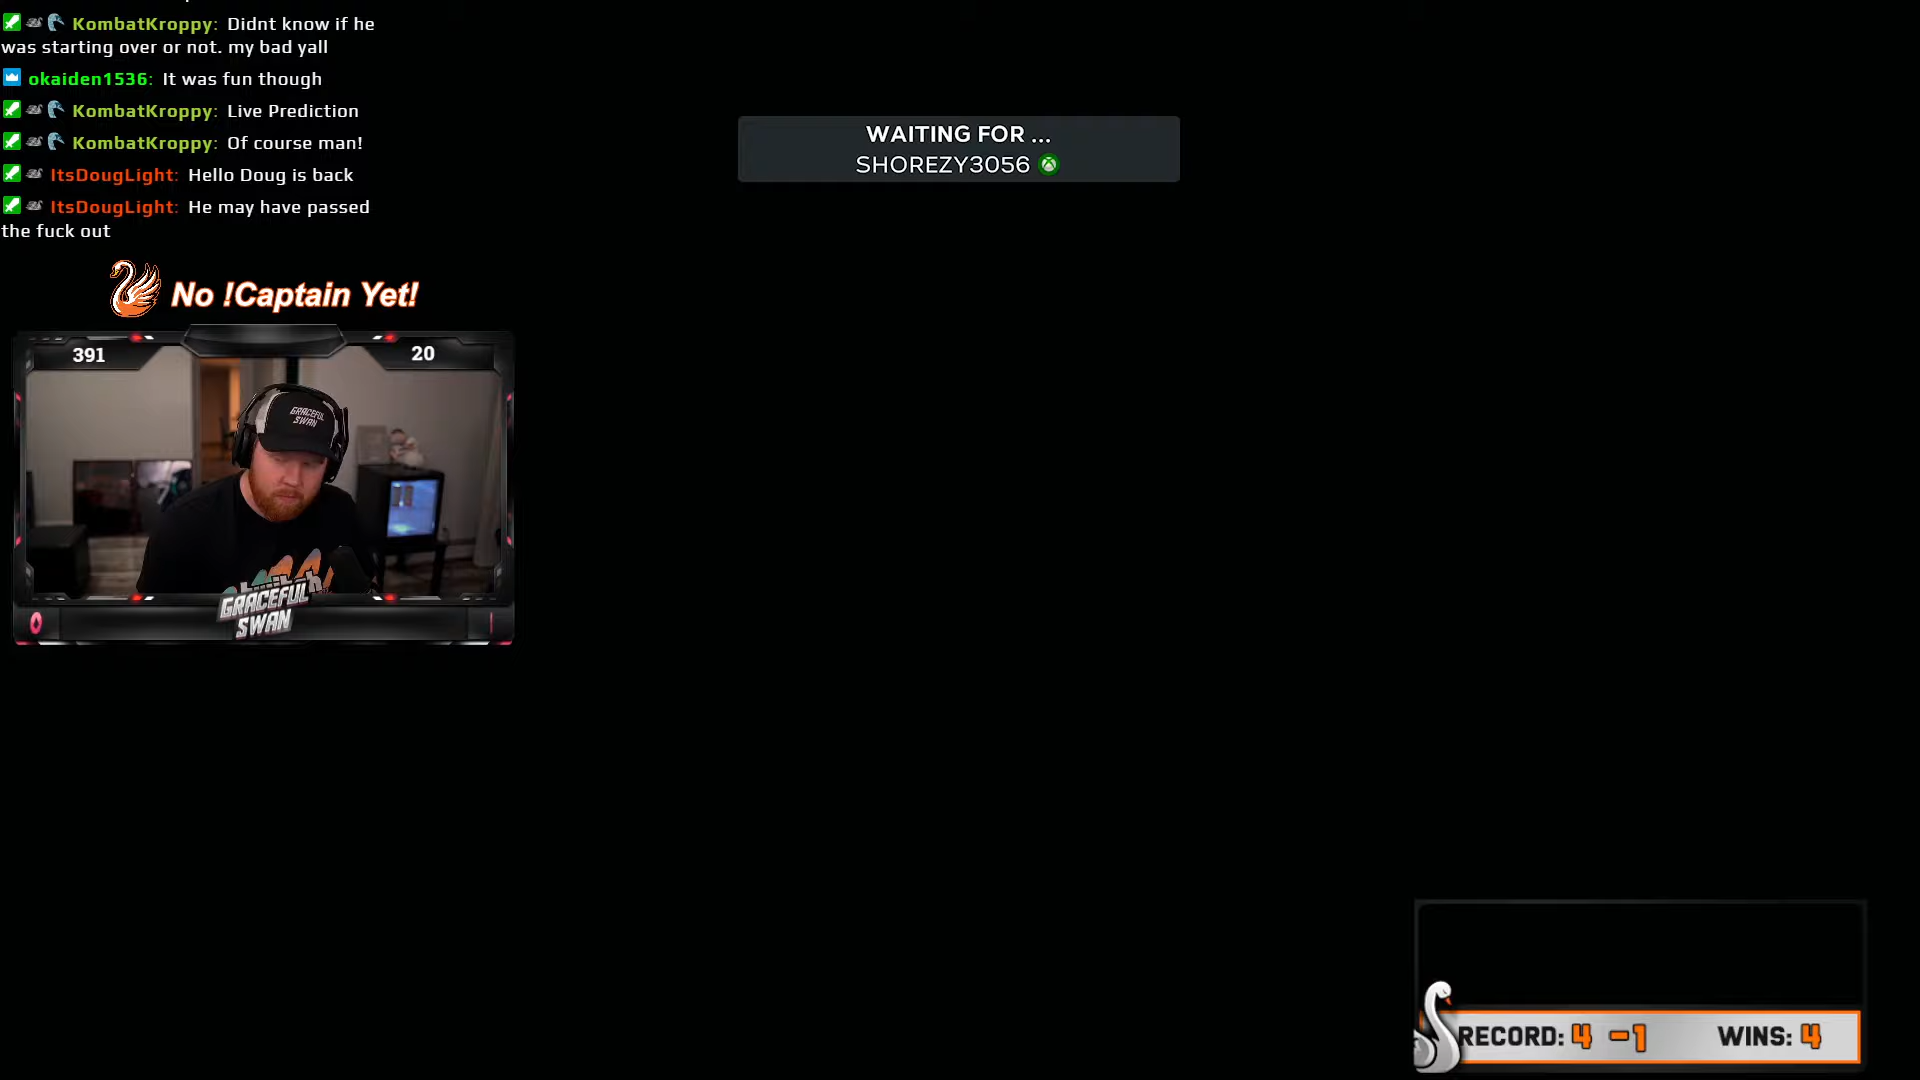 KombatKroppy: Didnt know if he
was starting over or not. my bad yall
okaiden1536: It was fun though
KombatKroppy: Live Prediction
KombatKroppy: Of course man!
ItsDougLight: Hello Doug is back
ItsDougLight: He may have passed
the fuck out
WAITING FOR ...
SHOREZY3056
No !Captain Yet!
391
20
GRACEFUL
SWAN
GRACEFUL
SWAN
RECORD: 4 -1 WINS: 4